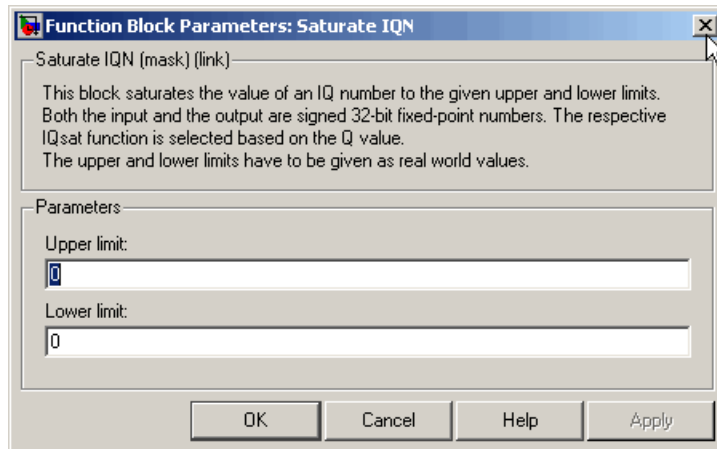 Function Block Parameters: Saturate IQN
Saturate IQN (mask) (link)
This block saturates the value of an IQ number to the given upper and lower limits.
Both the input and the output are signed 32-bit fixed-point numbers. The respective
IQsat function is selected based on the Q value.
The upper and lower limits have to be given as real world values.
Parameters
Upper limit:
0
Lower limit:
0
OK Cancel Help Apply